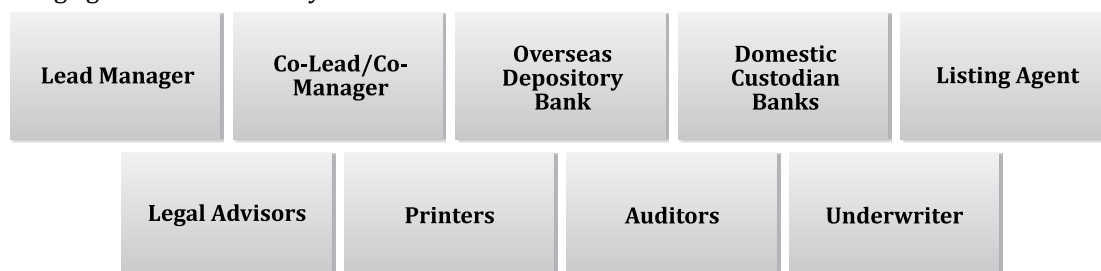 Lead Manager
Co-Lead/Co-
Manager
Overseas
Depository
Bank
Domestic
Custodian
Banks
Listing Agent
Legal Advisors
Printers
Auditors
Underwriter